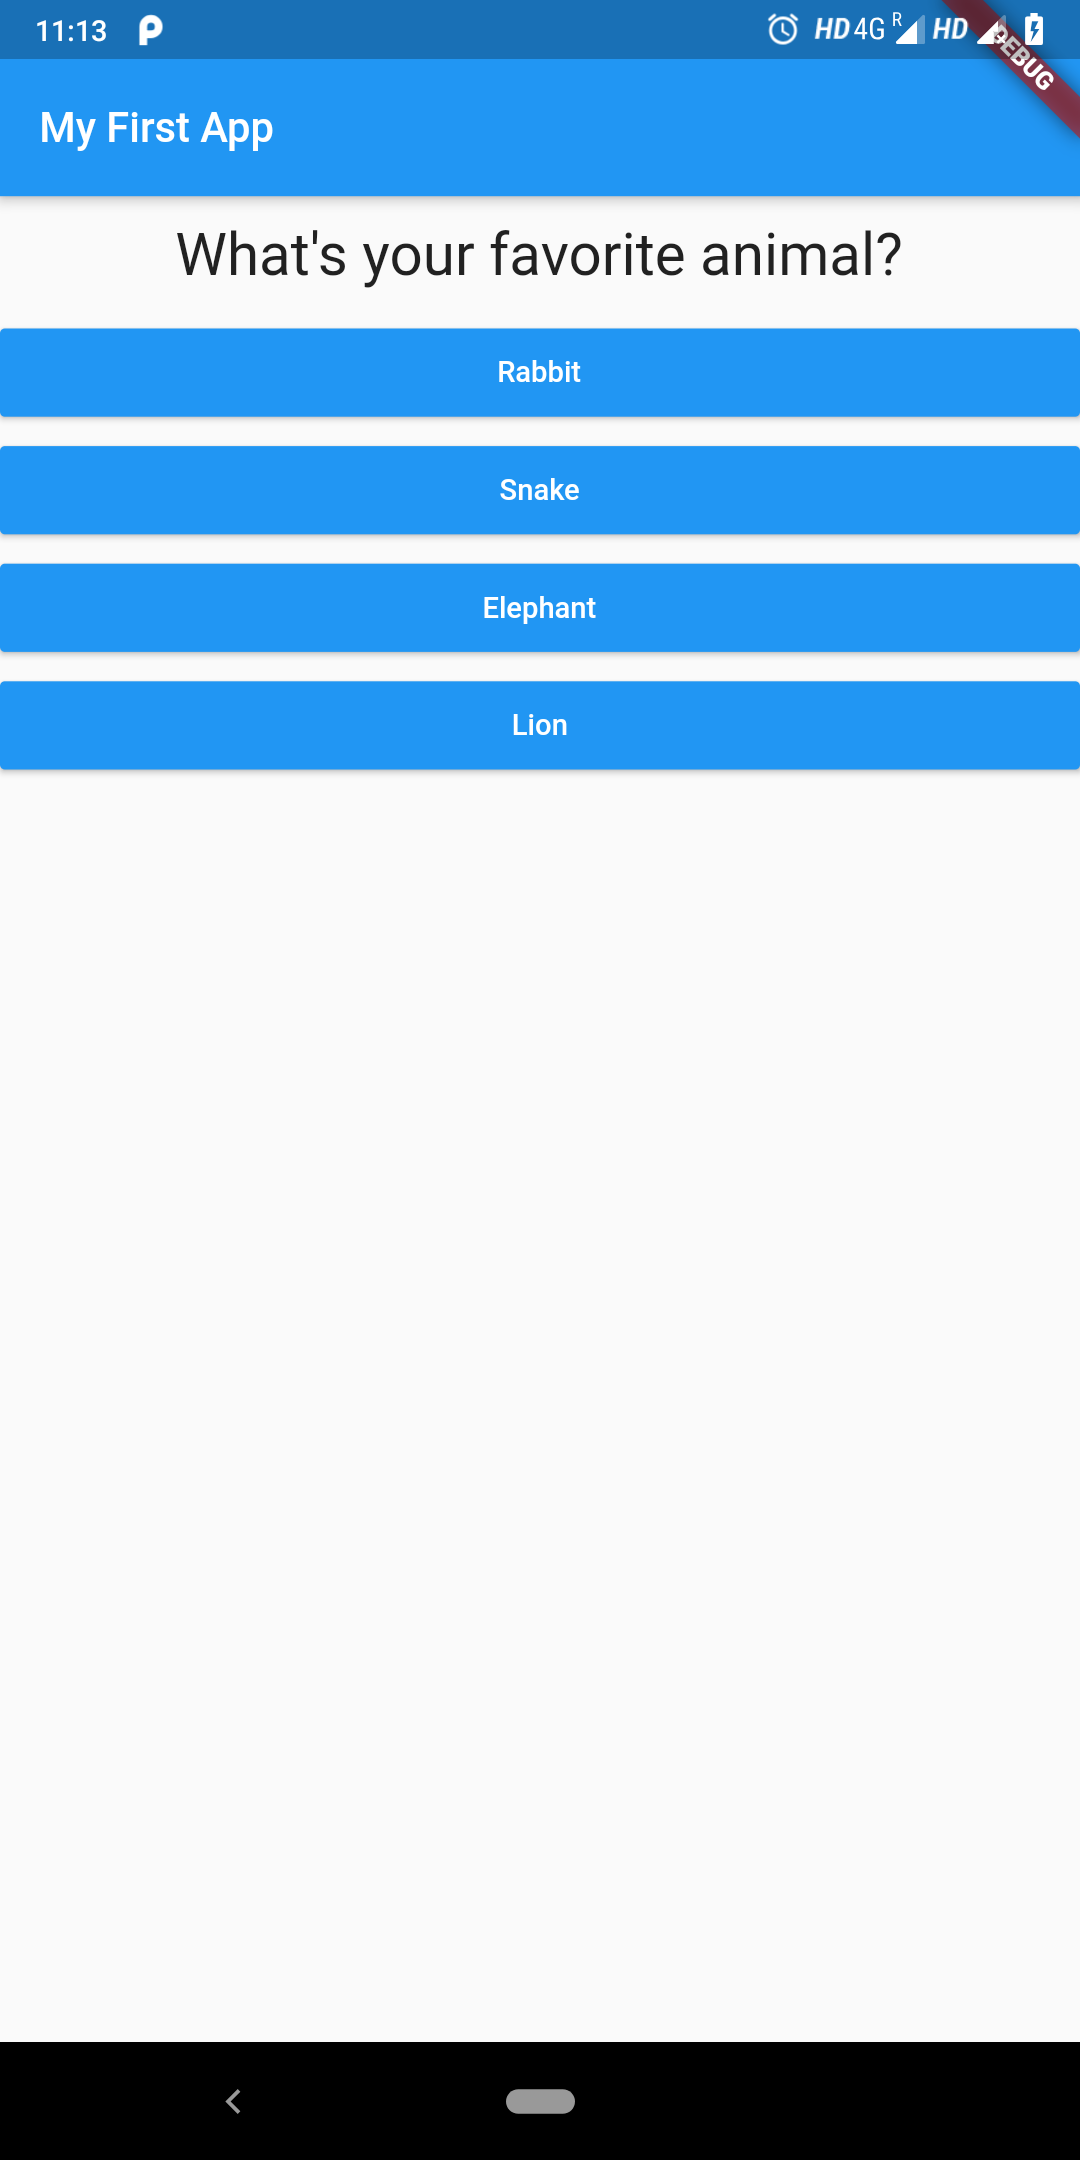 11:13 P HD 4G R HD
DEBUG
My First App
What's your favorite animal?
Rabbit
Snake
Elephant
Lion